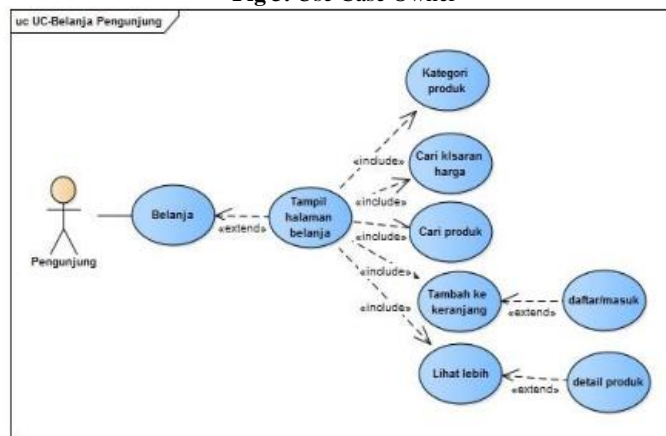 Fig 3. Use Case Owner
uc UC-Belanja Pengunjung
Kategori
produk
«include»
Cari kIsaran
harga
«include»
Belanja
«extend»
Tampil
halaman
belanja
«include»
Cari produk
Pengunjung
«include»
Tambah ke
keranjang
«extend»
daftar/masuk
«include»
Lihat lebih
«extend»
detail produk